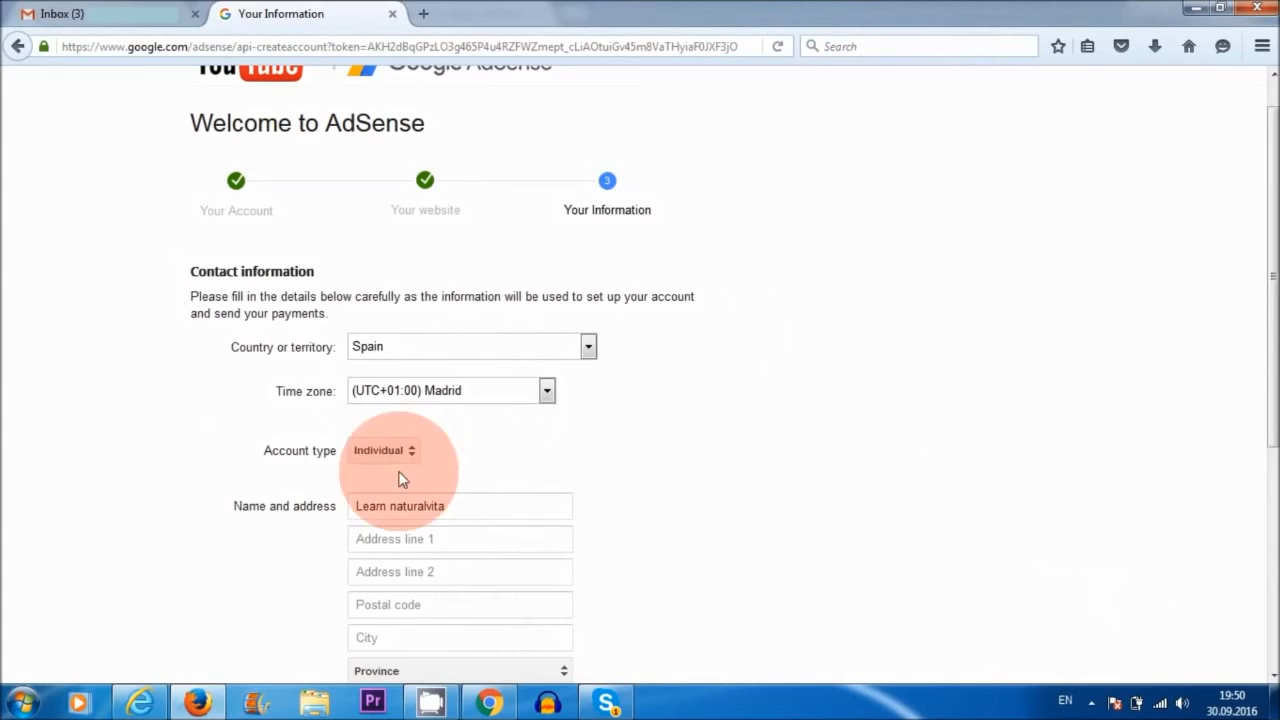 Inbox (3)
Your Information
https://www.google.com/adsense/api-createaccount?token=AKH2dBqGPzLO3g465P4u4RZFWZmept_cLiAOtuiGv45m8VaTHyiaF0JXF3jO
Search
YouTube
Google AdSense
Welcome to AdSense
3
Your Account
Your website
Your Information
Contact information
Please fill in the details below carefully as the information will be used to set up your account
and send your payments.
Country or territory: Spain
Time zone: (UTC+01:00) Madrid
Account type Individual
Name and address Learn naturalvita
Address line 1
Address line 2
Postal code
City
Province
Pr
EN
19:50
30.09.2016